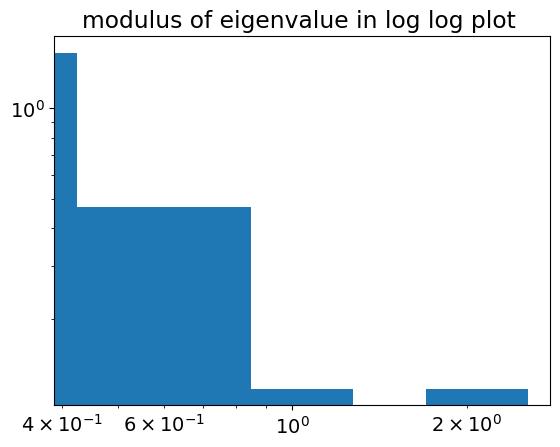 modulus of eigenvalue in log log plot
10⁰
4 × 10⁻¹ 6 × 10⁻¹ 10⁰ 2 × 10⁰